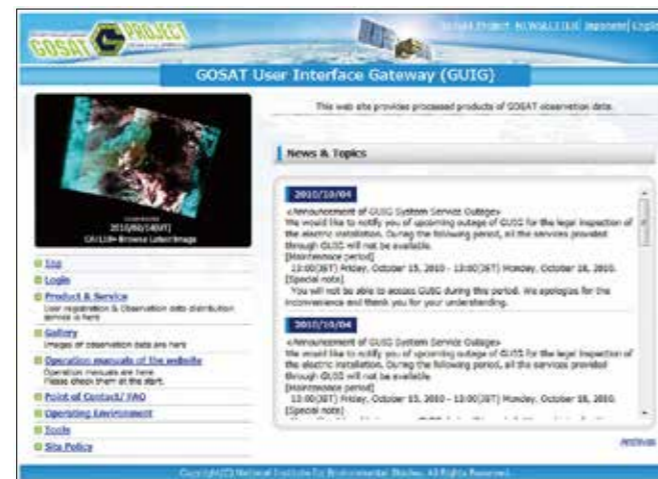 GOSAT PROJECT
GOSAT Project NEWSLETTER| Japanese| English
GOSAT User Interface Gateway (GUIG)
This web site provides processed products of GOSAT observation data.
News & Topics
2010/10/04
<Announcement of GUIG System Service Outage>
We would like to notify you of upcoming outage of GUIG for the legal inspection of
the electric installation. During the following period, all the services provided
through GUIG will not be available.
[Maintenance period]
13:00(JST) Friday, October 15, 2010 - 13:00(JST) Monday, October 18, 2010.
[Special note]
You will not be able to access GUIG during this period. We apologize for the
inconvenience and thank you for your understanding.
2010/10/04
<Announcement of GUIG System Service Outage>
We would like to notify you of upcoming outage of GUIG for the legal inspection of
the electric installation. During the following period, all the services provided
through GUIG will not be available.
[Maintenance period]
13:00(JST) Friday, October 15, 2010 - 13:00(JST) Monday, October 18, 2010.
[Special note]
Archives
Browse Latest Image
Top
Login
Product & Service
User registration & Observation data distribution
service is here
Gallery
Images of observation data are here
Operation manuals of the website
Operation manuals are here
Please check them at the start.
Point of Contact/ FAQ
Operating Environment
Tools
Site Policy
Copyright(C) National Institute for Environmental Studies. All Rights Reserved.